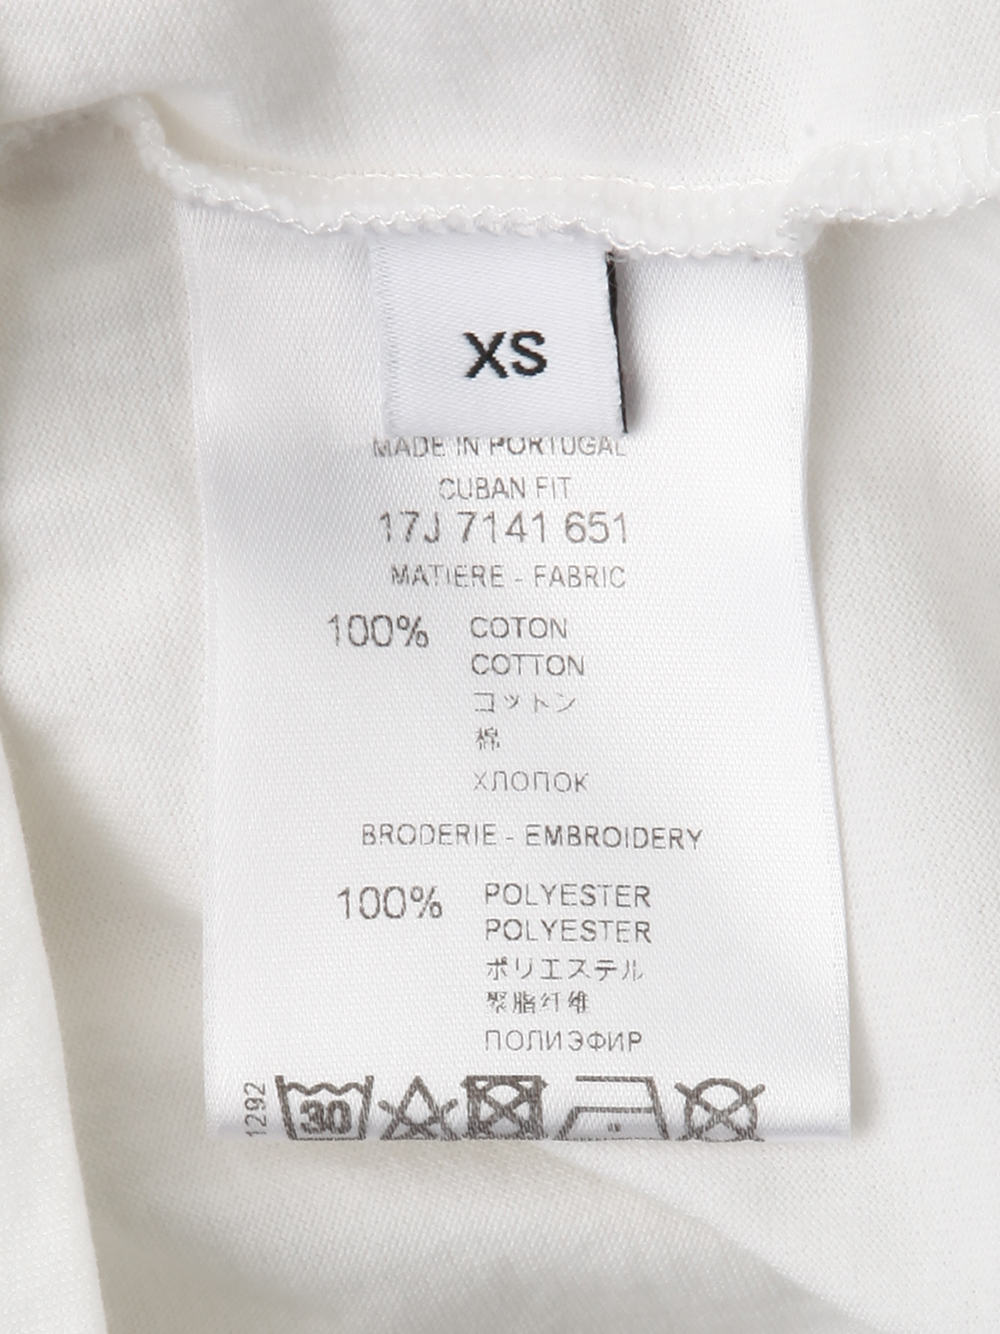 XS
MADE IN PORTUGAL
CUBAN FIT
17J 7141 651
MATIERE - FABRIC
100% COTON
COTTON
コットン
棉
ХЛОПОК
BRODERIE - EMBROIDERY
100% POLYESTER
POLYESTER
ポリエステル
聚脂纤维
ПОЛИЭФИР
1292
30